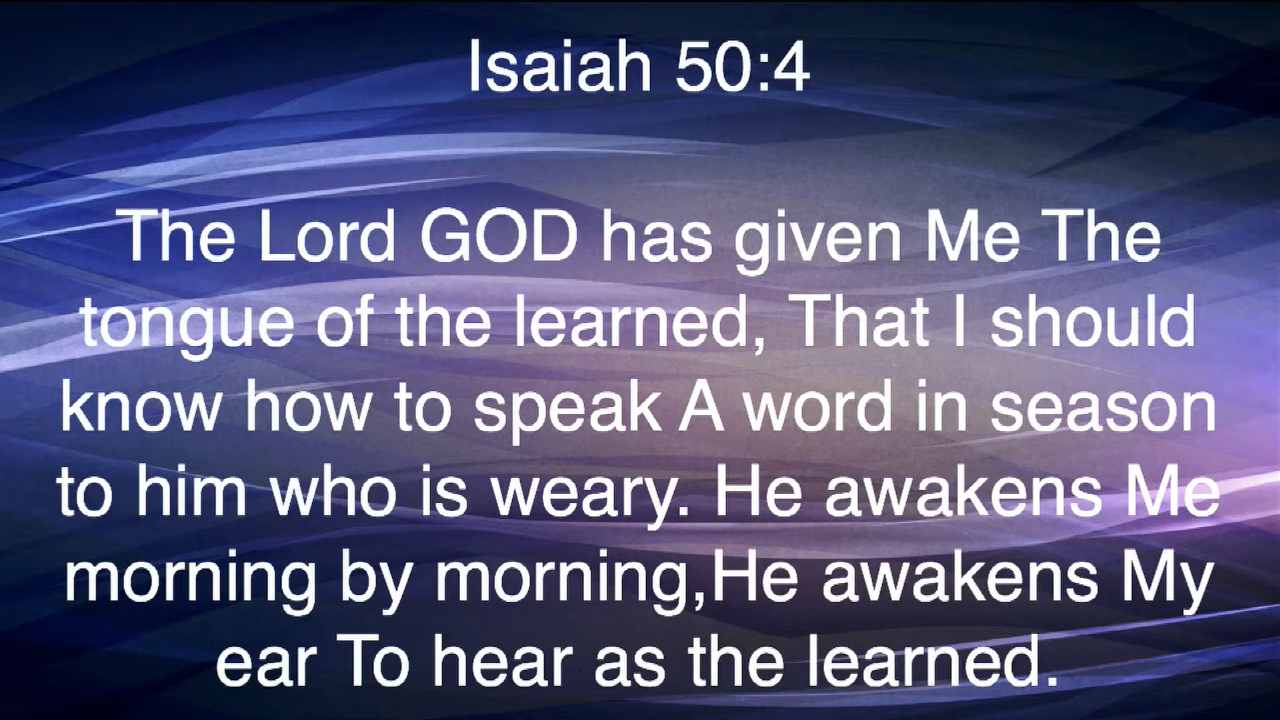 Isaiah 50:4
The Lord GOD has given Me The
tongue of the learned, That I should
know how to speak A word in season
to him who is weary. He awakens Me
morning by morning,He awakens My
ear To hear as the learned.